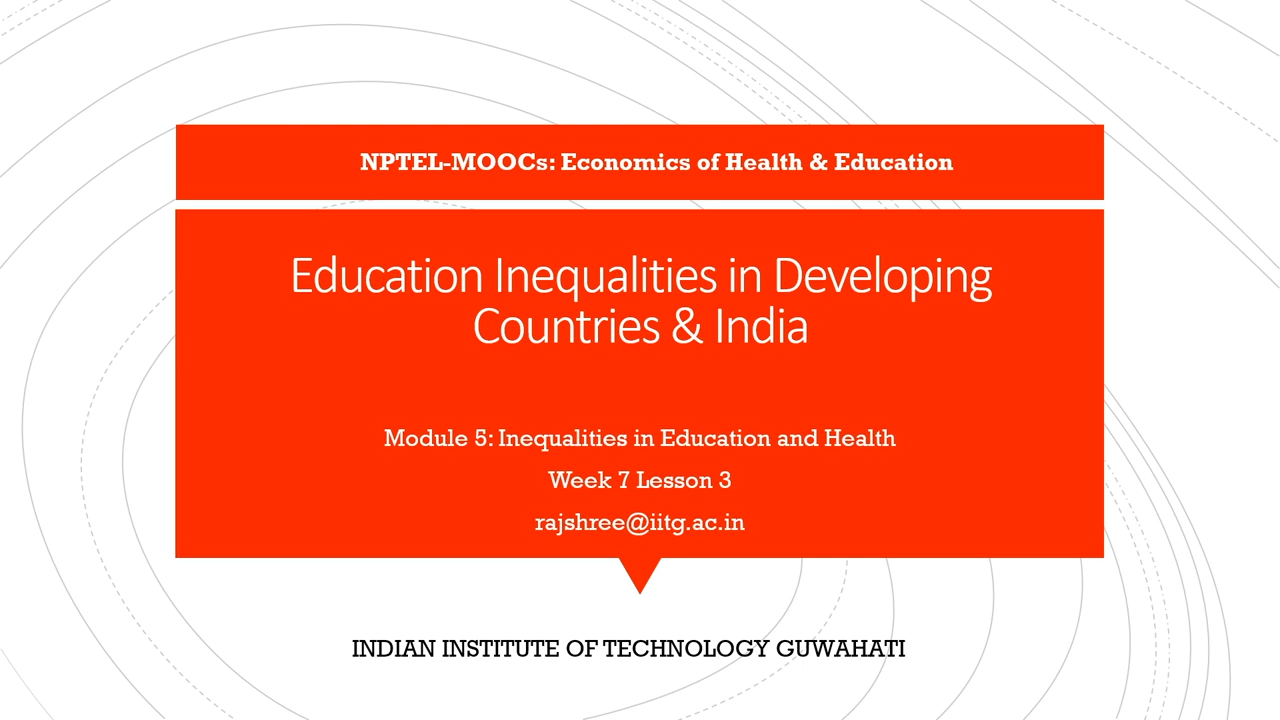 NPTEL-MOOCs: Economics of Health & Education
Education Inequalities in Developing
Countries & India
Module 5: Inequalities in Education and Health
Week 7 Lesson 3
rajshree@iitg.ac.in
INDIAN INSTITUTE OF TECHNOLOGY GUWAHATI